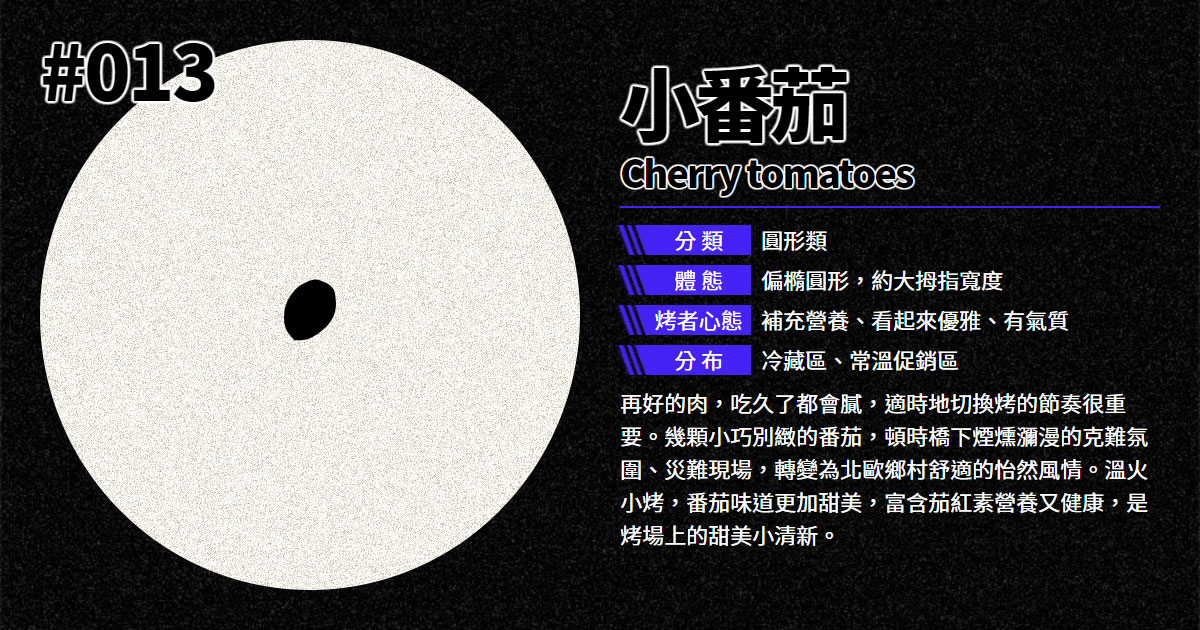 #013
小番茄
Cherry tomatoes
分類 圓形類
體態 偏橢圓形，約大拇指寬度
烤者心態 補充營養、看起來優雅、有氣質
分布 冷藏區、常溫促銷區
再好的肉，吃久了都會膩，適時地切換烤的節奏很重
要。幾顆小巧別緻的番茄，頓時橋下煙燻瀰漫的克難氛
圍、災難現場，轉變為北歐鄉村舒適的怡然風情。溫火
小烤，番茄味道更加甜美，富含茄紅素營養又健康，是
烤場上的甜美小清新。